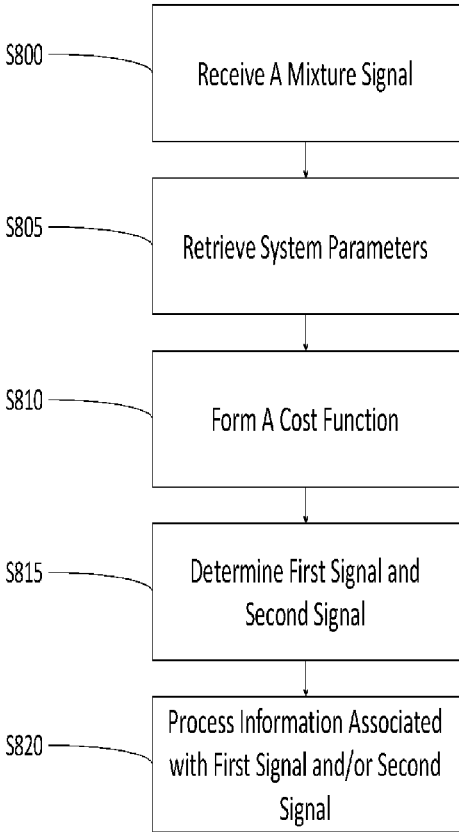 S800
Receive A Mixture Signal
S805
Retrieve System Parameters
S810
Form A Cost Function
S815
Determine First Signal and
Second Signal
S820
Process Information Associated
with First Signal and/or Second
Signal